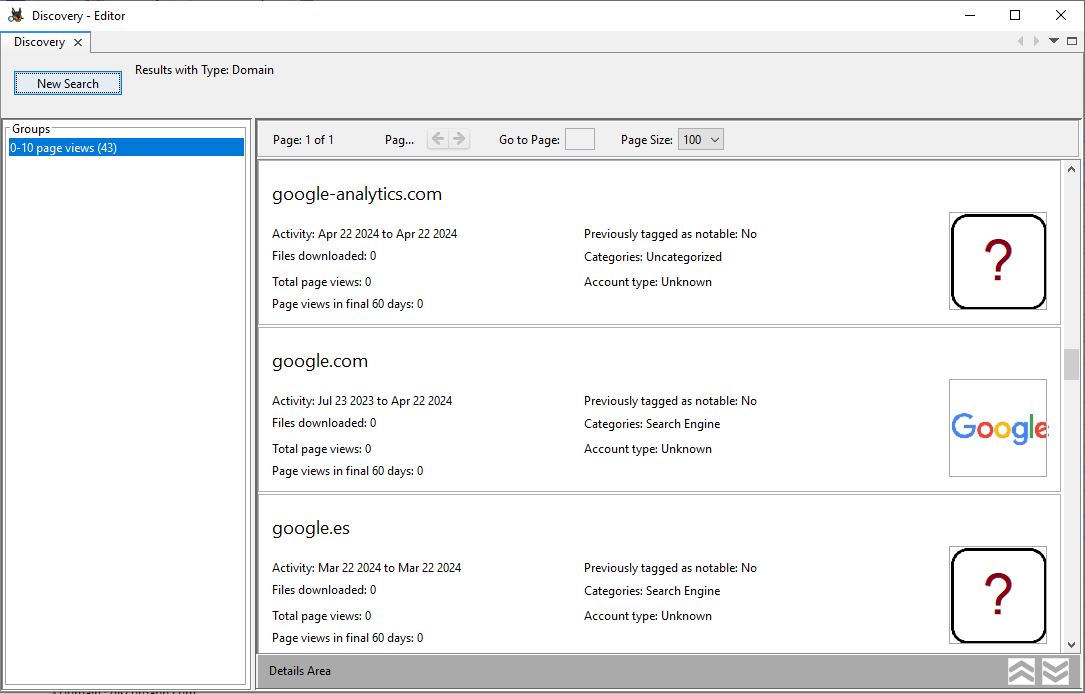 Discovery - Editor
Discovery
New Search
Results with Type: Domain
Groups
0-10 page views (43)
Page: 1 of 1 Pag... Go to Page: Page Size: 100
google-analytics.com
Activity: Apr 22 2024 to Apr 22 2024 Previously tagged as notable: No
Files downloaded: 0 Categories: Uncategorized
Total page views: 0 Account type: Unknown
Page views in final 60 days: 0
?
google.com
Activity: Jul 23 2023 to Apr 22 2024 Previously tagged as notable: No
Files downloaded: 0 Categories: Search Engine
Total page views: 0 Account type: Unknown
Page views in final 60 days: 0
Google
google.es
Activity: Mar 22 2024 to Mar 22 2024 Previously tagged as notable: No
Files downloaded: 0 Categories: Search Engine
Total page views: 0 Account type: Unknown
Page views in final 60 days: 0
?
Details Area